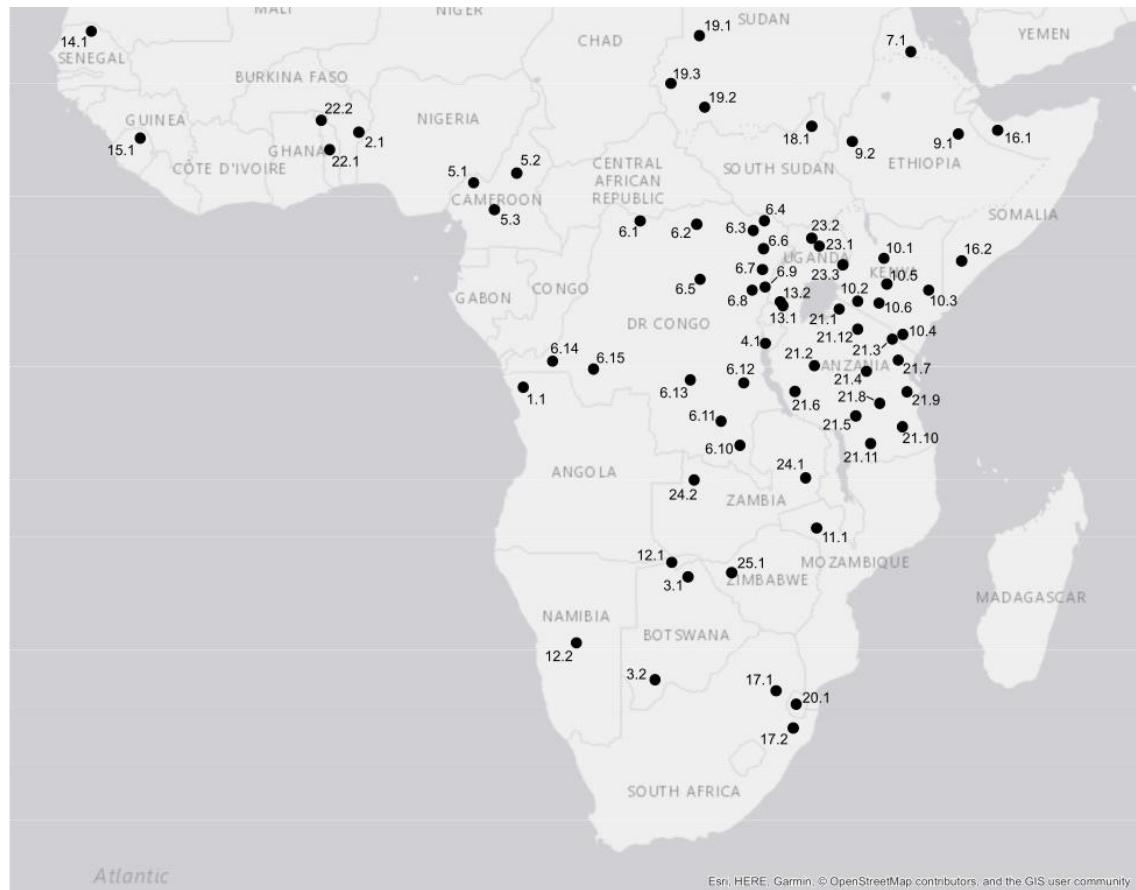 MALI
NIGER
SUDAN
19.1
14.1
CHAD
7.1
YEMEN
SENEGAL
BURKINA FASO
19.3
19.2
22.2
GUINEA
NIGERIA
2.1
18.1
15.1
GHANA
22.1
9.2
9.1
16.1
CÔTE D'IVOIRE
ETHIOPIA
CENTRAL
AFRICAN
REPUBLIC
SOUTH SUDAN
5.2
5.1
CAMEROON
5.3
SOMALIA
6.1
6.2
6.3
6.4
23.2
23.1
6.6
UGANDA
10.1
16.2
23.3
KENYA
6.7
6.9
10.5
6.5
GABON
CONGO
6.8
13.2
10.2
10.3
13.1
21.1
10.6
DR CONGO
21.12
10.4
4.1
21.3
6.14
6.15
21.2
ANZANIA
21.7
21.4
6.12
1.1
6.13
21.6
21.8
21.9
6.11
21.5
21.10
6.10
21.11
ANGOLA
24.1
24.2
ZAMBIA
11.1
12.1
25.1
MOZAMBIQUE
3.1
ZIMBABWE
MADAGASCAR
NAMIBIA
BOTSWANA
12.2
3.2
17.1
20.1
17.2
SOUTH AFRICA
Atlantic
Esri, HERE, Garmin, © OpenStreetMap contributors, and the GIS user community